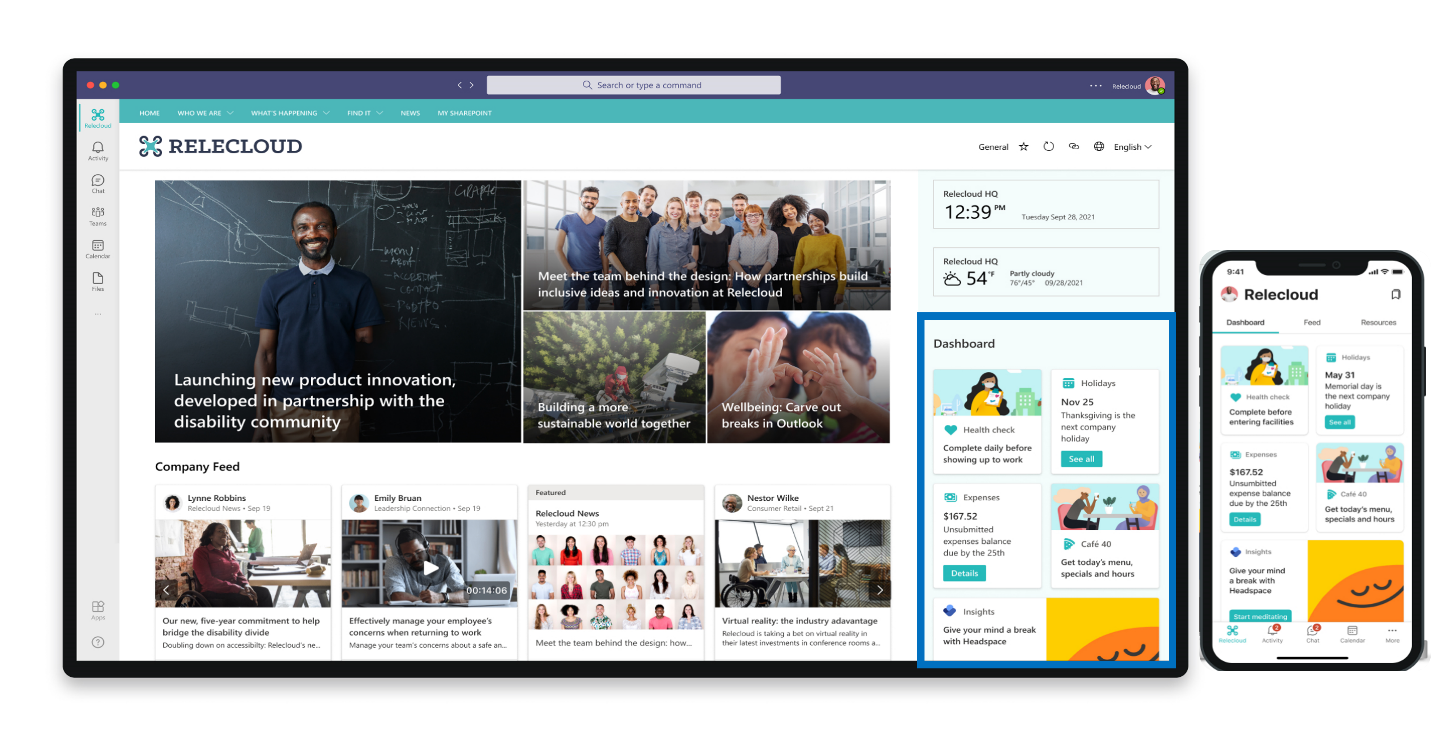 Search or type a command
Relecloud
Relecloud
Activity
Chat
Teams
Calendar
Files
Apps
HOME WHO WE ARE WHAT'S HAPPENING FIND IT NEWS MY SHAREPOINT
RELECLOUD
General English
Launching new product innovation,
developed in partnership with the
disability community
Meet the team behind the design: How partnerships build
inclusive ideas and innovation at Relecloud
Building a more
sustainable world together
Wellbeing: Carve out
breaks in Outlook
Company Feed
Lynne Robbins
Relecloud News • Sep 19
Our new, five-year commitment to help
bridge the disability divide
Doubling down on accessibilty: Relecloud's ne...
Emily Bruan
Leadership Connection • Sep 19
00:14:06
Effectively manage your employee's
concerns when returning to work
Manage your team's concerns about a safe an...
Featured
Relecloud News
Yesterday at 12:30 pm
Meet the team behind the design: how...
Nestor Wilke
Consumer Retail • Sept 21
Virtual reality: the industry adavantage
Relecloud is taking a bet on virtual reality in
their latest investments in conference rooms a...
Relecloud HQ
12:39 PM Tuesday Sept 28, 2021
Relecloud HQ
54 °F
Partly cloudy
76°/45° 09/28/2021
Dashboard
Health check
Complete daily before
showing up to work
Holidays
Nov 25
Thanksgiving is the
next company
holiday
See all
Expenses
$167.52
Unsubmitted
expenses balance
due by the 25th
Details
Café 40
Get today's menu,
specials and hours
Insights
Give your mind a break
with Headspace
9:41
Relecloud
Dashboard Feed Resources
Health check
Complete before
entering facilities
Holidays
May 31
Memorial day is
the next company
holiday
See all
Expenses
$167.52
Unsumbitted
expense balance
due by the 25th
Details
Café 40
Get today's menu,
specials and hours
Insights
Give your mind
a break with
Headspace
Start meditating
2 2
Relecloud Activity Chat Calendar More